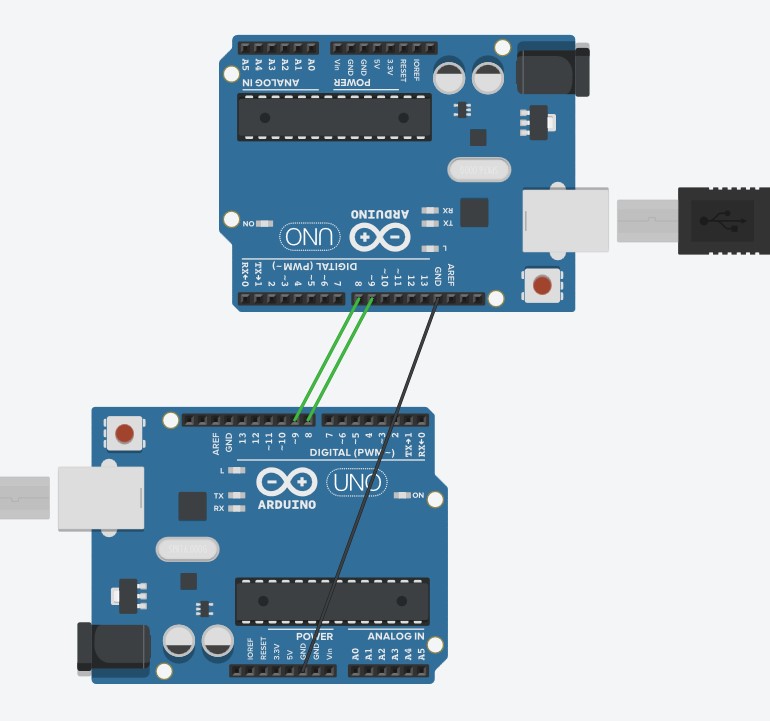 A5 A4 A3 A2 A1 A0
Vin GND GND 5V 3.3V RESET IOREF
ANALOG IN
POWER
RX
TX
ON
UNO
ARDUINO
L
DIGITAL (PWM~)
RX←0 TX→1 2 ~3 4 ~5 ~6 7
8 ~9 ~10 ~11 12 13 GND AREF
AREF GND 13 12 ~11 ~10 ~9 8
7 ~6 ~5 4 ~3 2 TX→1 RX←0
DIGITAL (PWM~)
L
TX
RX
ARDUINO
UNO
ON
POWER
ANALOG IN
IOREF RESET 3.3V 5V GND GND Vin
A0 A1 A2 A3 A4 A5